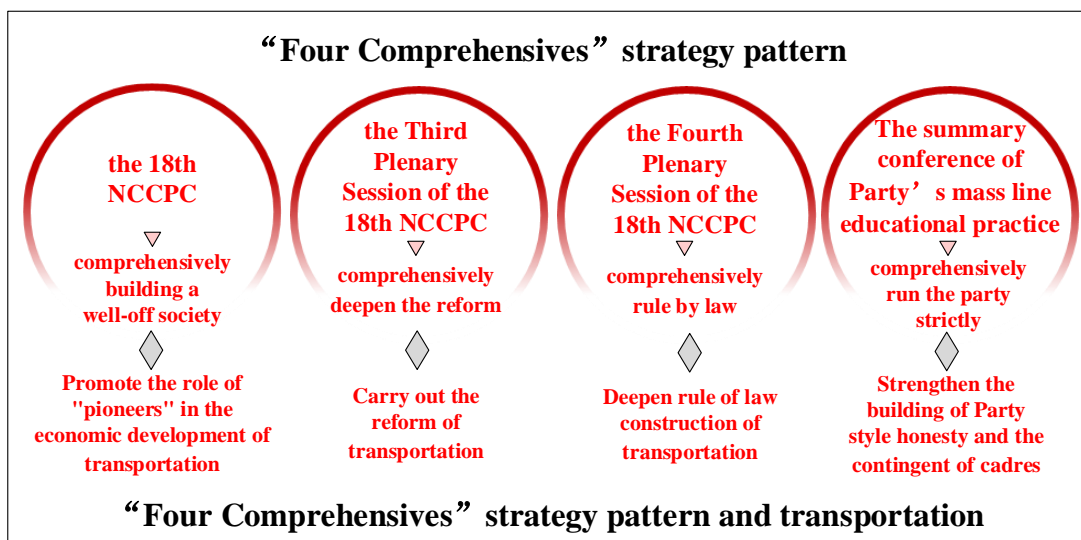 “Four Comprehensives” strategy pattern
the 18th
NCCPC
comprehensively
building a
well-off society
Promote the role of
"pioneers" in the
economic development of
transportation
the Third
Plenary
Session of the
18th NCCPC
comprehensively
deepen the reform
Carry out the
reform of
transportation
the Fourth
Plenary
Session of the
18th NCCPC
comprehensively
rule by law
Deepen rule of law
construction of
transportation
The summary
conference of
Party’s mass line
educational practice
comprehensively
run the party
strictly
Strengthen the
building of Party
style honesty and the
contingent of cadres
“Four Comprehensives” strategy pattern and transportation